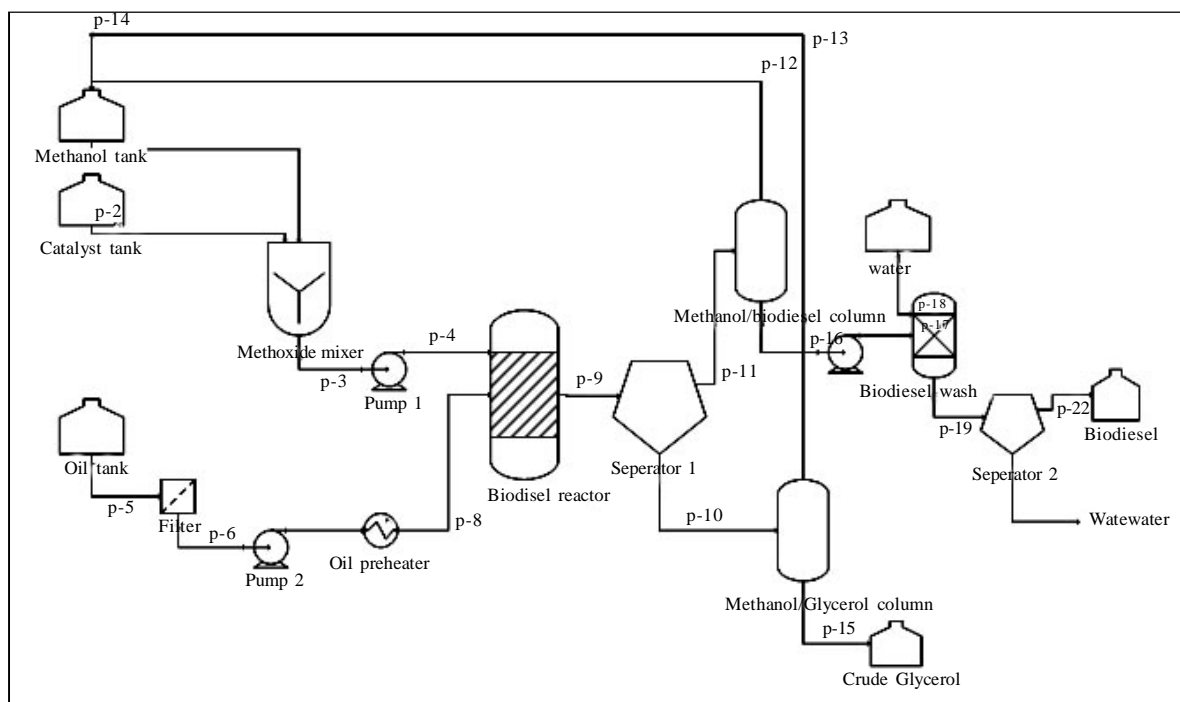 p-14
p-13
p-12
Methanol tank
p-2
Catalyst tank
water
p-18
p-17
Methanol/biodiesel column
p-16
Methoxide mixer
p-4
p-3
Pump 1
p-9
p-11
Biodiesel wash
p-22
p-19
Biodiesel
Oil tank
Seperator 1
Seperator 2
Biodisel reactor
p-5
Filter
p-6
p-8
p-10
Watewater
Oil preheater
Pump 2
Methanol/Glycerol column
p-15
Crude Glycerol